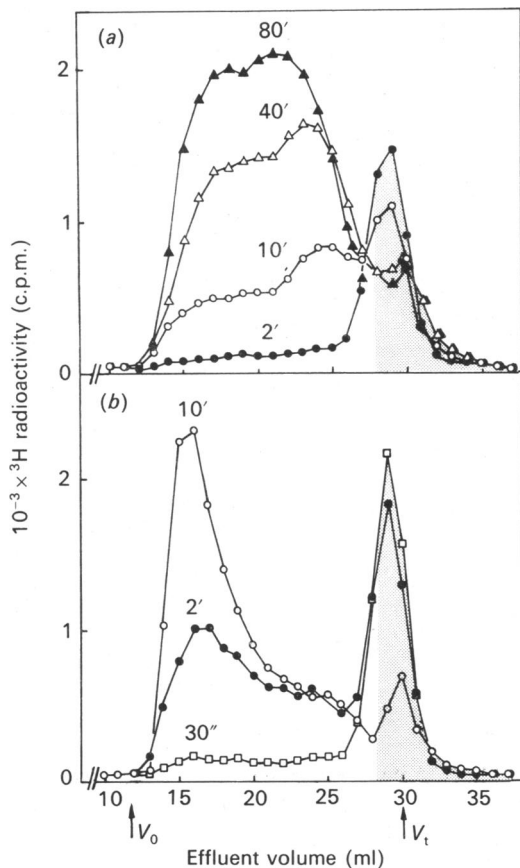 (a)
80′
2
40′
1
10′
2′
0
(b)
10′
2
2′
1
30″
0
10 15 20 25 30 35
V₀ Vₜ
Effluent volume (ml)
10⁻³ × ³H radioactivity (c.p.m.)